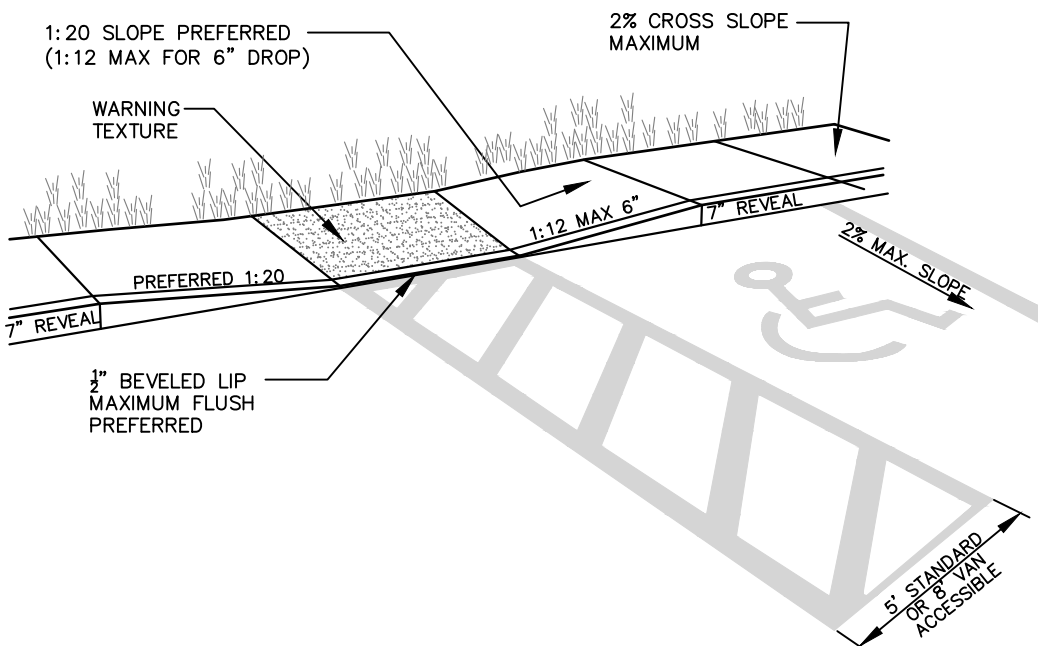 1:20 SLOPE PREFERRED
(1:12 MAX FOR 6" DROP)
2% CROSS SLOPE
MAXIMUM
WARNING
TEXTURE
1:12 MAX 6"
7" REVEAL
2% MAX. SLOPE
PREFERRED 1:20
7" REVEAL
½" BEVELED LIP
MAXIMUM FLUSH
PREFERRED
5' STANDARD
OR 8' VAN
ACCESSIBLE